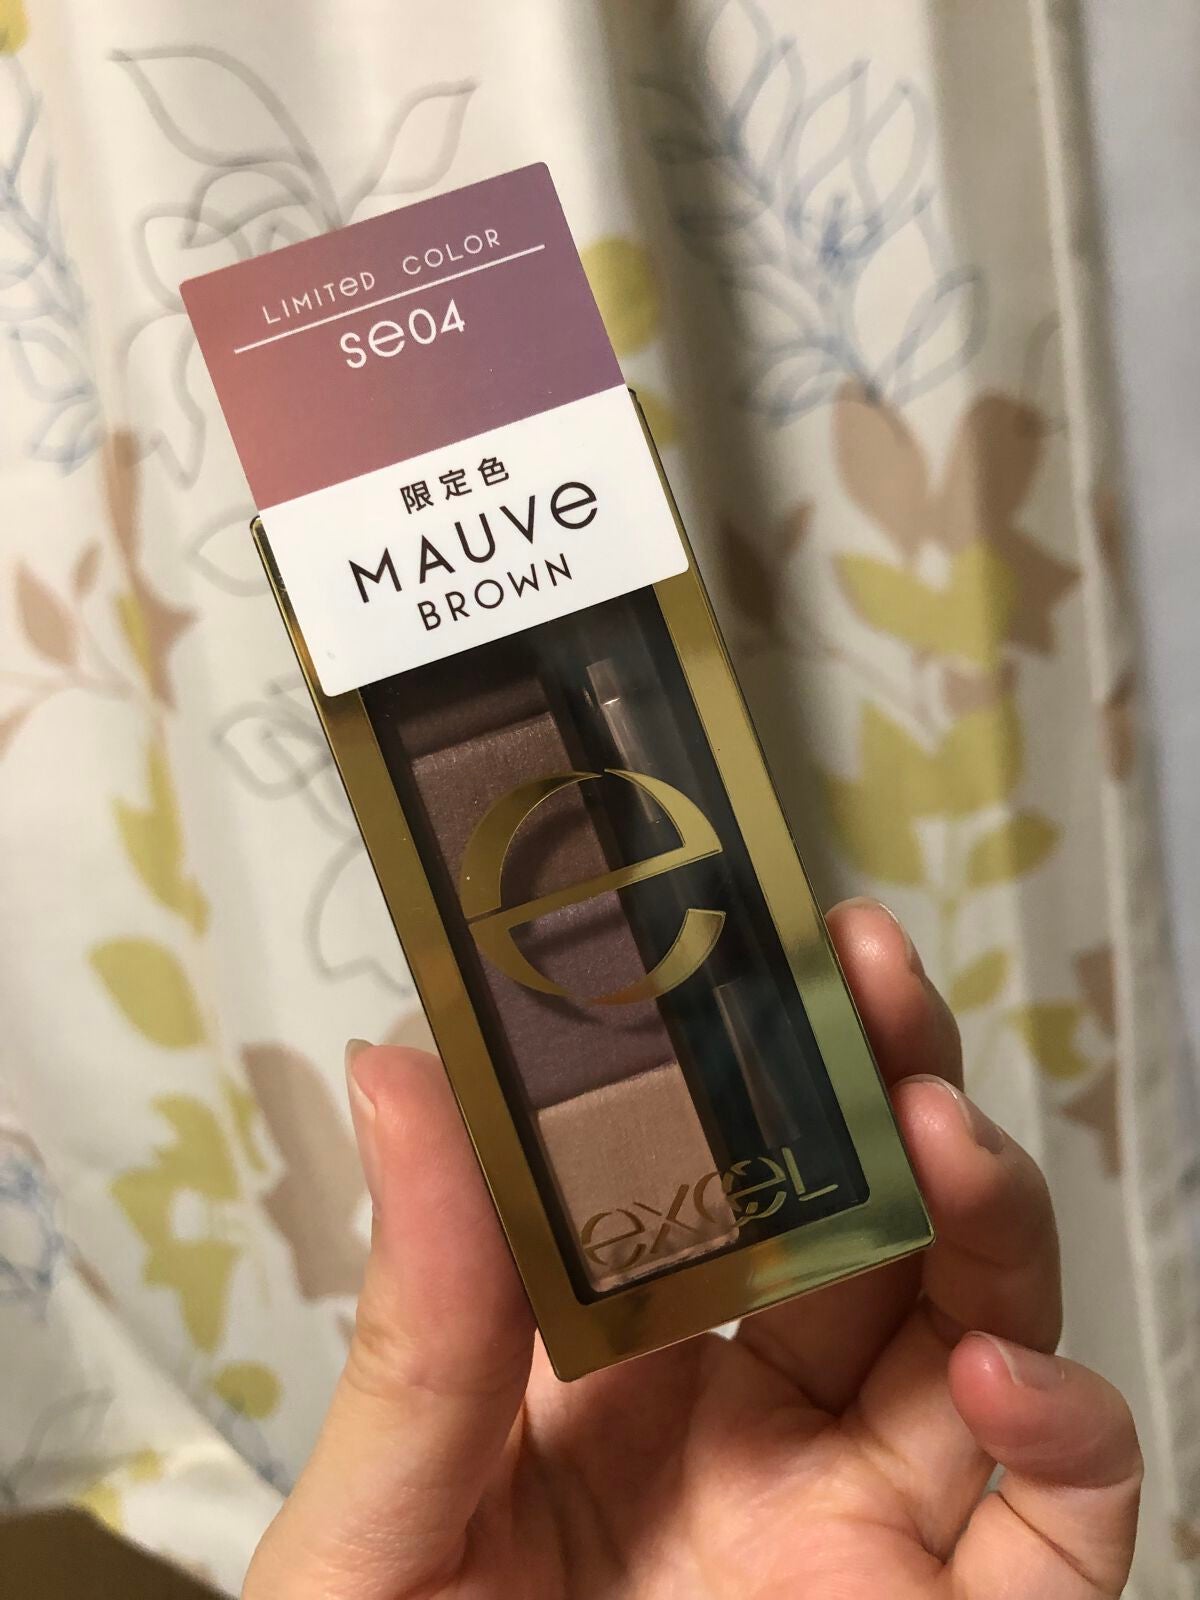 LIMITeD COLOR
se04
限定色
MAUVe
BROWN
e
excel